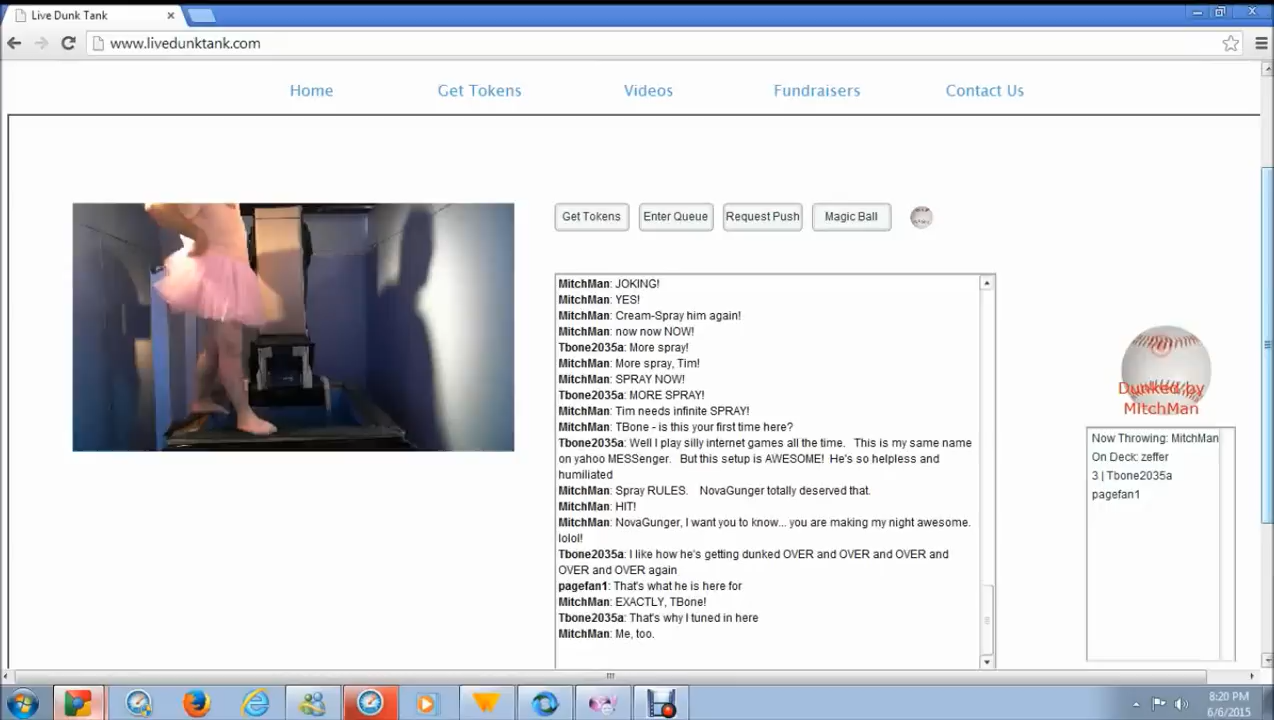 Live Dunk Tank
www.livedunktank.com
Home Get Tokens Videos Fundraisers Contact Us
Get Tokens Enter Queue Request Push Magic Ball
MitchMan: JOKING!
MitchMan: YES!
MitchMan: Cream-Spray him again!
MitchMan: now now NOW!
Tbone2035a: More spray!
MitchMan: More spray, Tim!
MitchMan: SPRAY NOW!
Tbone2035a: MORE SPRAY!
MitchMan: Tim needs infinite SPRAY!
MitchMan: TBone - is this your first time here?
Tbone2035a: Well I play silly internet games all the time. This is my same name
on yahoo MESSenger. But this setup is AWESOME! He's so helpless and
humiliated
MitchMan: Spray RULES. NovaGunger totally deserved that.
MitchMan: HIT!
MitchMan: NovaGunger, I want you to know... you are making my night awesome.
lolol!
Tbone2035a: I like how he's getting dunked OVER and OVER and OVER and
OVER and OVER again
pagefan1: That's what he is here for
MitchMan: EXACTLY, TBone!
Tbone2035a: That's why I tuned in here
MitchMan: Me, too.
Dunked by
MitchMan
Now Throwing: MitchMan
On Deck: zeffer
3 | Tbone2035a
pagefan1
8:20 PM
6/6/2015